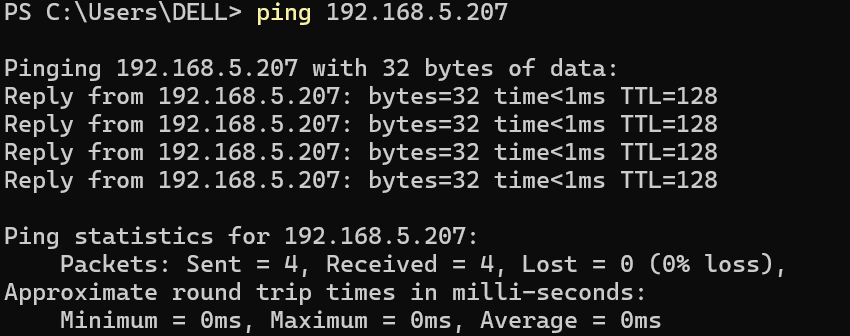 PS C:\Users\DELL> ping 192.168.5.207
Pinging 192.168.5.207 with 32 bytes of data:
Reply from 192.168.5.207: bytes=32 time<1ms TTL=128
Reply from 192.168.5.207: bytes=32 time<1ms TTL=128
Reply from 192.168.5.207: bytes=32 time<1ms TTL=128
Reply from 192.168.5.207: bytes=32 time<1ms TTL=128
Ping statistics for 192.168.5.207:
    Packets: Sent = 4, Received = 4, Lost = 0 (0% loss),
Approximate round trip times in milli-seconds:
    Minimum = 0ms, Maximum = 0ms, Average = 0ms